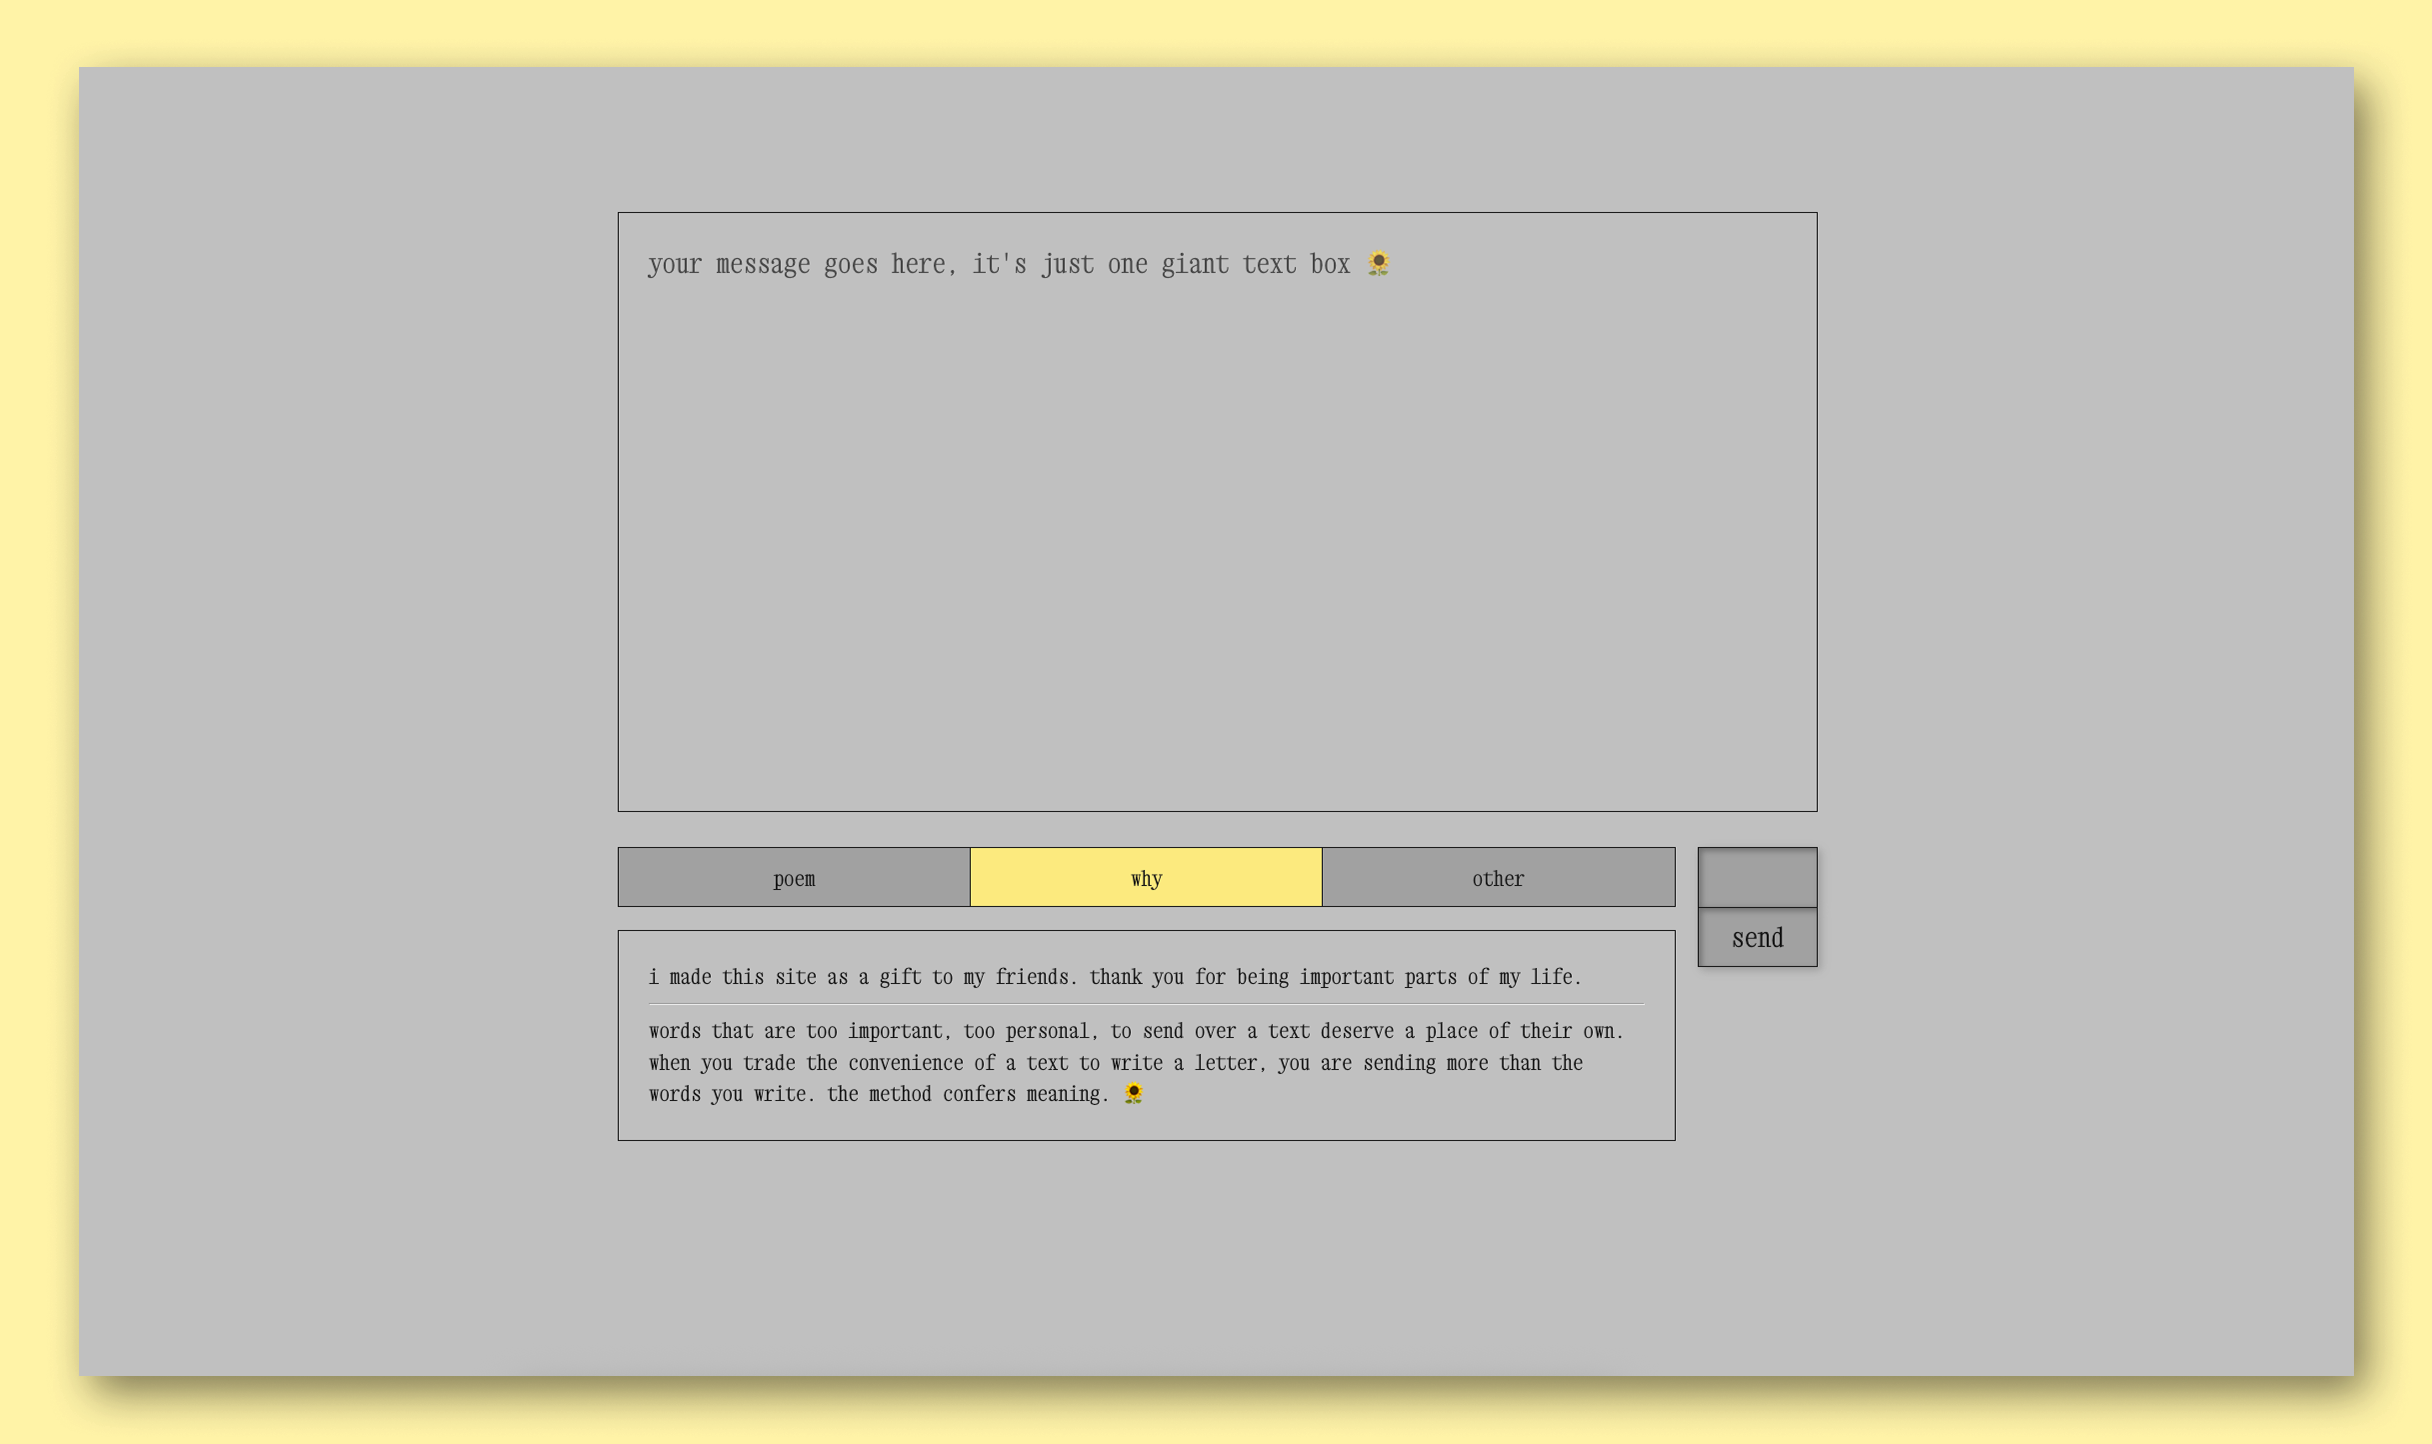 your message goes here, it's just one giant text box 🌻
poem
why
other
send
i made this site as a gift to my friends. thank you for being important parts of my life.
words that are too important, too personal, to send over a text deserve a place of their own.
when you trade the convenience of a text to write a letter, you are sending more than the
words you write. the method confers meaning. 🌻